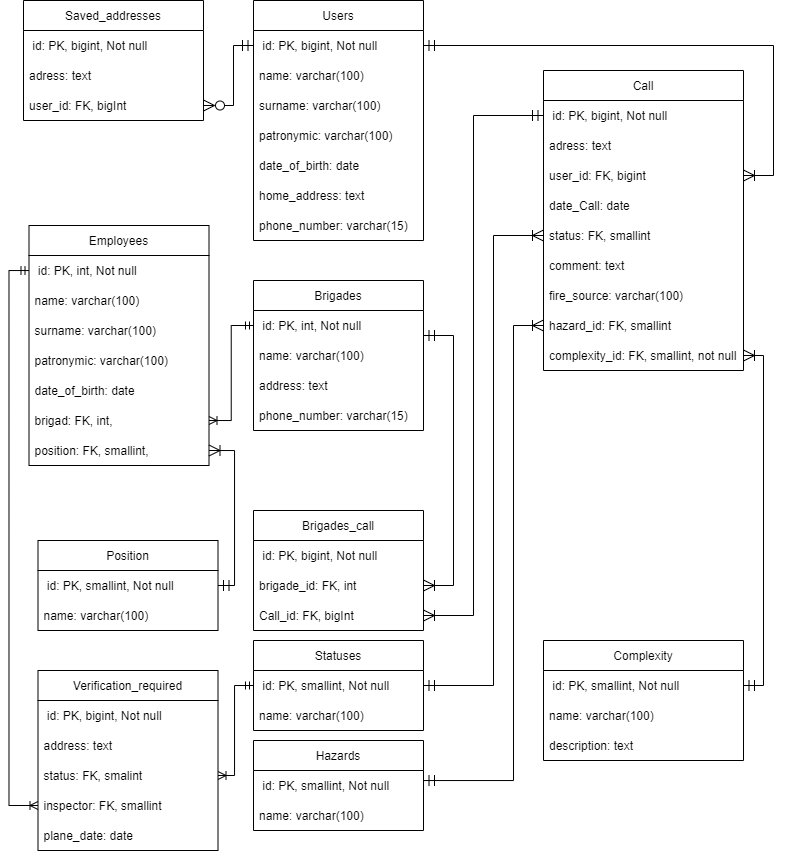 Saved_addresses
id: PK, bigint, Not null
adress: text
user_id: FK, bigInt
Users
id: PK, bigint, Not null
name: varchar(100)
surname: varchar(100)
patronymic: varchar(100)
date_of_birth: date
home_address: text
phone_number: varchar(15)
Call
id: PK, bigint, Not null
adress: text
user_id: FK, bigint
date_Call: date
status: FK, smallint
comment: text
fire_source: varchar(100)
hazard_id: FK, smallint
complexity_id: FK, smallint, not null
Employees
id: PK, int, Not null
name: varchar(100)
surname: varchar(100)
patronymic: varchar(100)
date_of_birth: date
brigad: FK, int,
position: FK, smallint,
Brigades
id: PK, int, Not null
name: varchar(100)
address: text
phone_number: varchar(15)
Brigades_call
id: PK, bigint, Not null
brigade_id: FK, int
Call_id: FK, bigInt
Position
id: PK, smallint, Not null
name: varchar(100)
Statuses
id: PK, smallint, Not null
name: varchar(100)
Complexity
id: PK, smallint, Not null
name: varchar(100)
description: text
Verification_required
id: PK, bigint, Not null
address: text
status: FK, smalint
inspector: FK, smallint
plane_date: date
Hazards
id: PK, smallint, Not null
name: varchar(100)